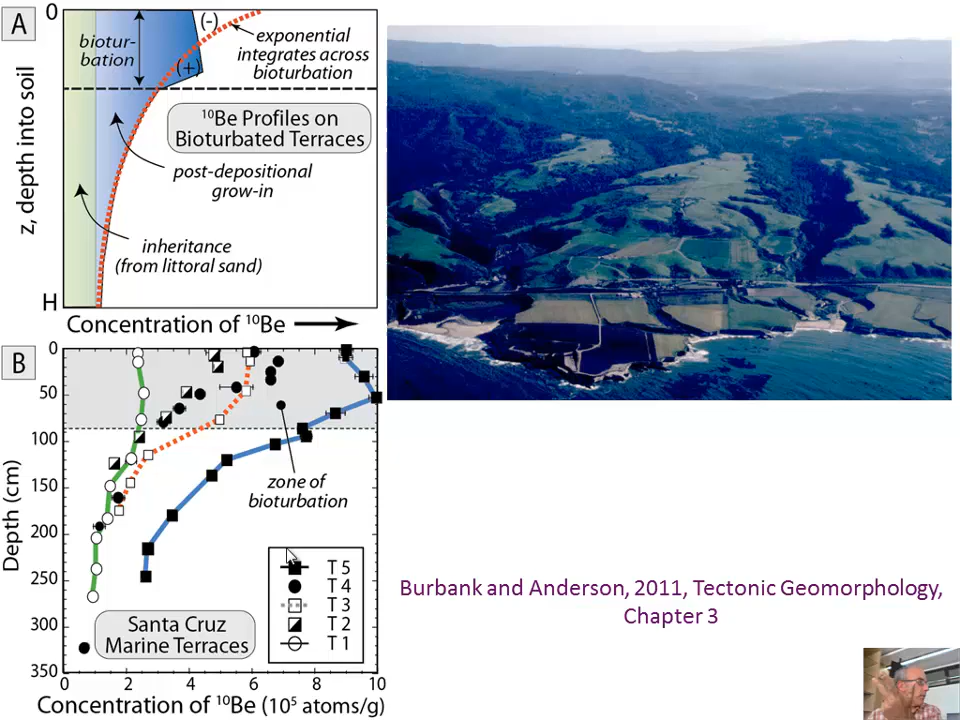 A
0
(-)
biotur-
bation
exponential
integrates across
bioturbation
(+)
¹⁰Be Profiles on
Bioturbated Terraces
post-depositional
grow-in
inheritance
(from littoral sand)
z, depth into soil
H
Concentration of ¹⁰Be
B
0
50
100
150
200
250
300
350
Depth (cm)
zone of
bioturbation
T 5
T 4
T 3
T 2
T 1
Santa Cruz
Marine Terraces
0 2 4 6 8 10
Concentration of ¹⁰Be (10⁵ atoms/g)
Burbank and Anderson, 2011, Tectonic Geomorphology,
Chapter 3